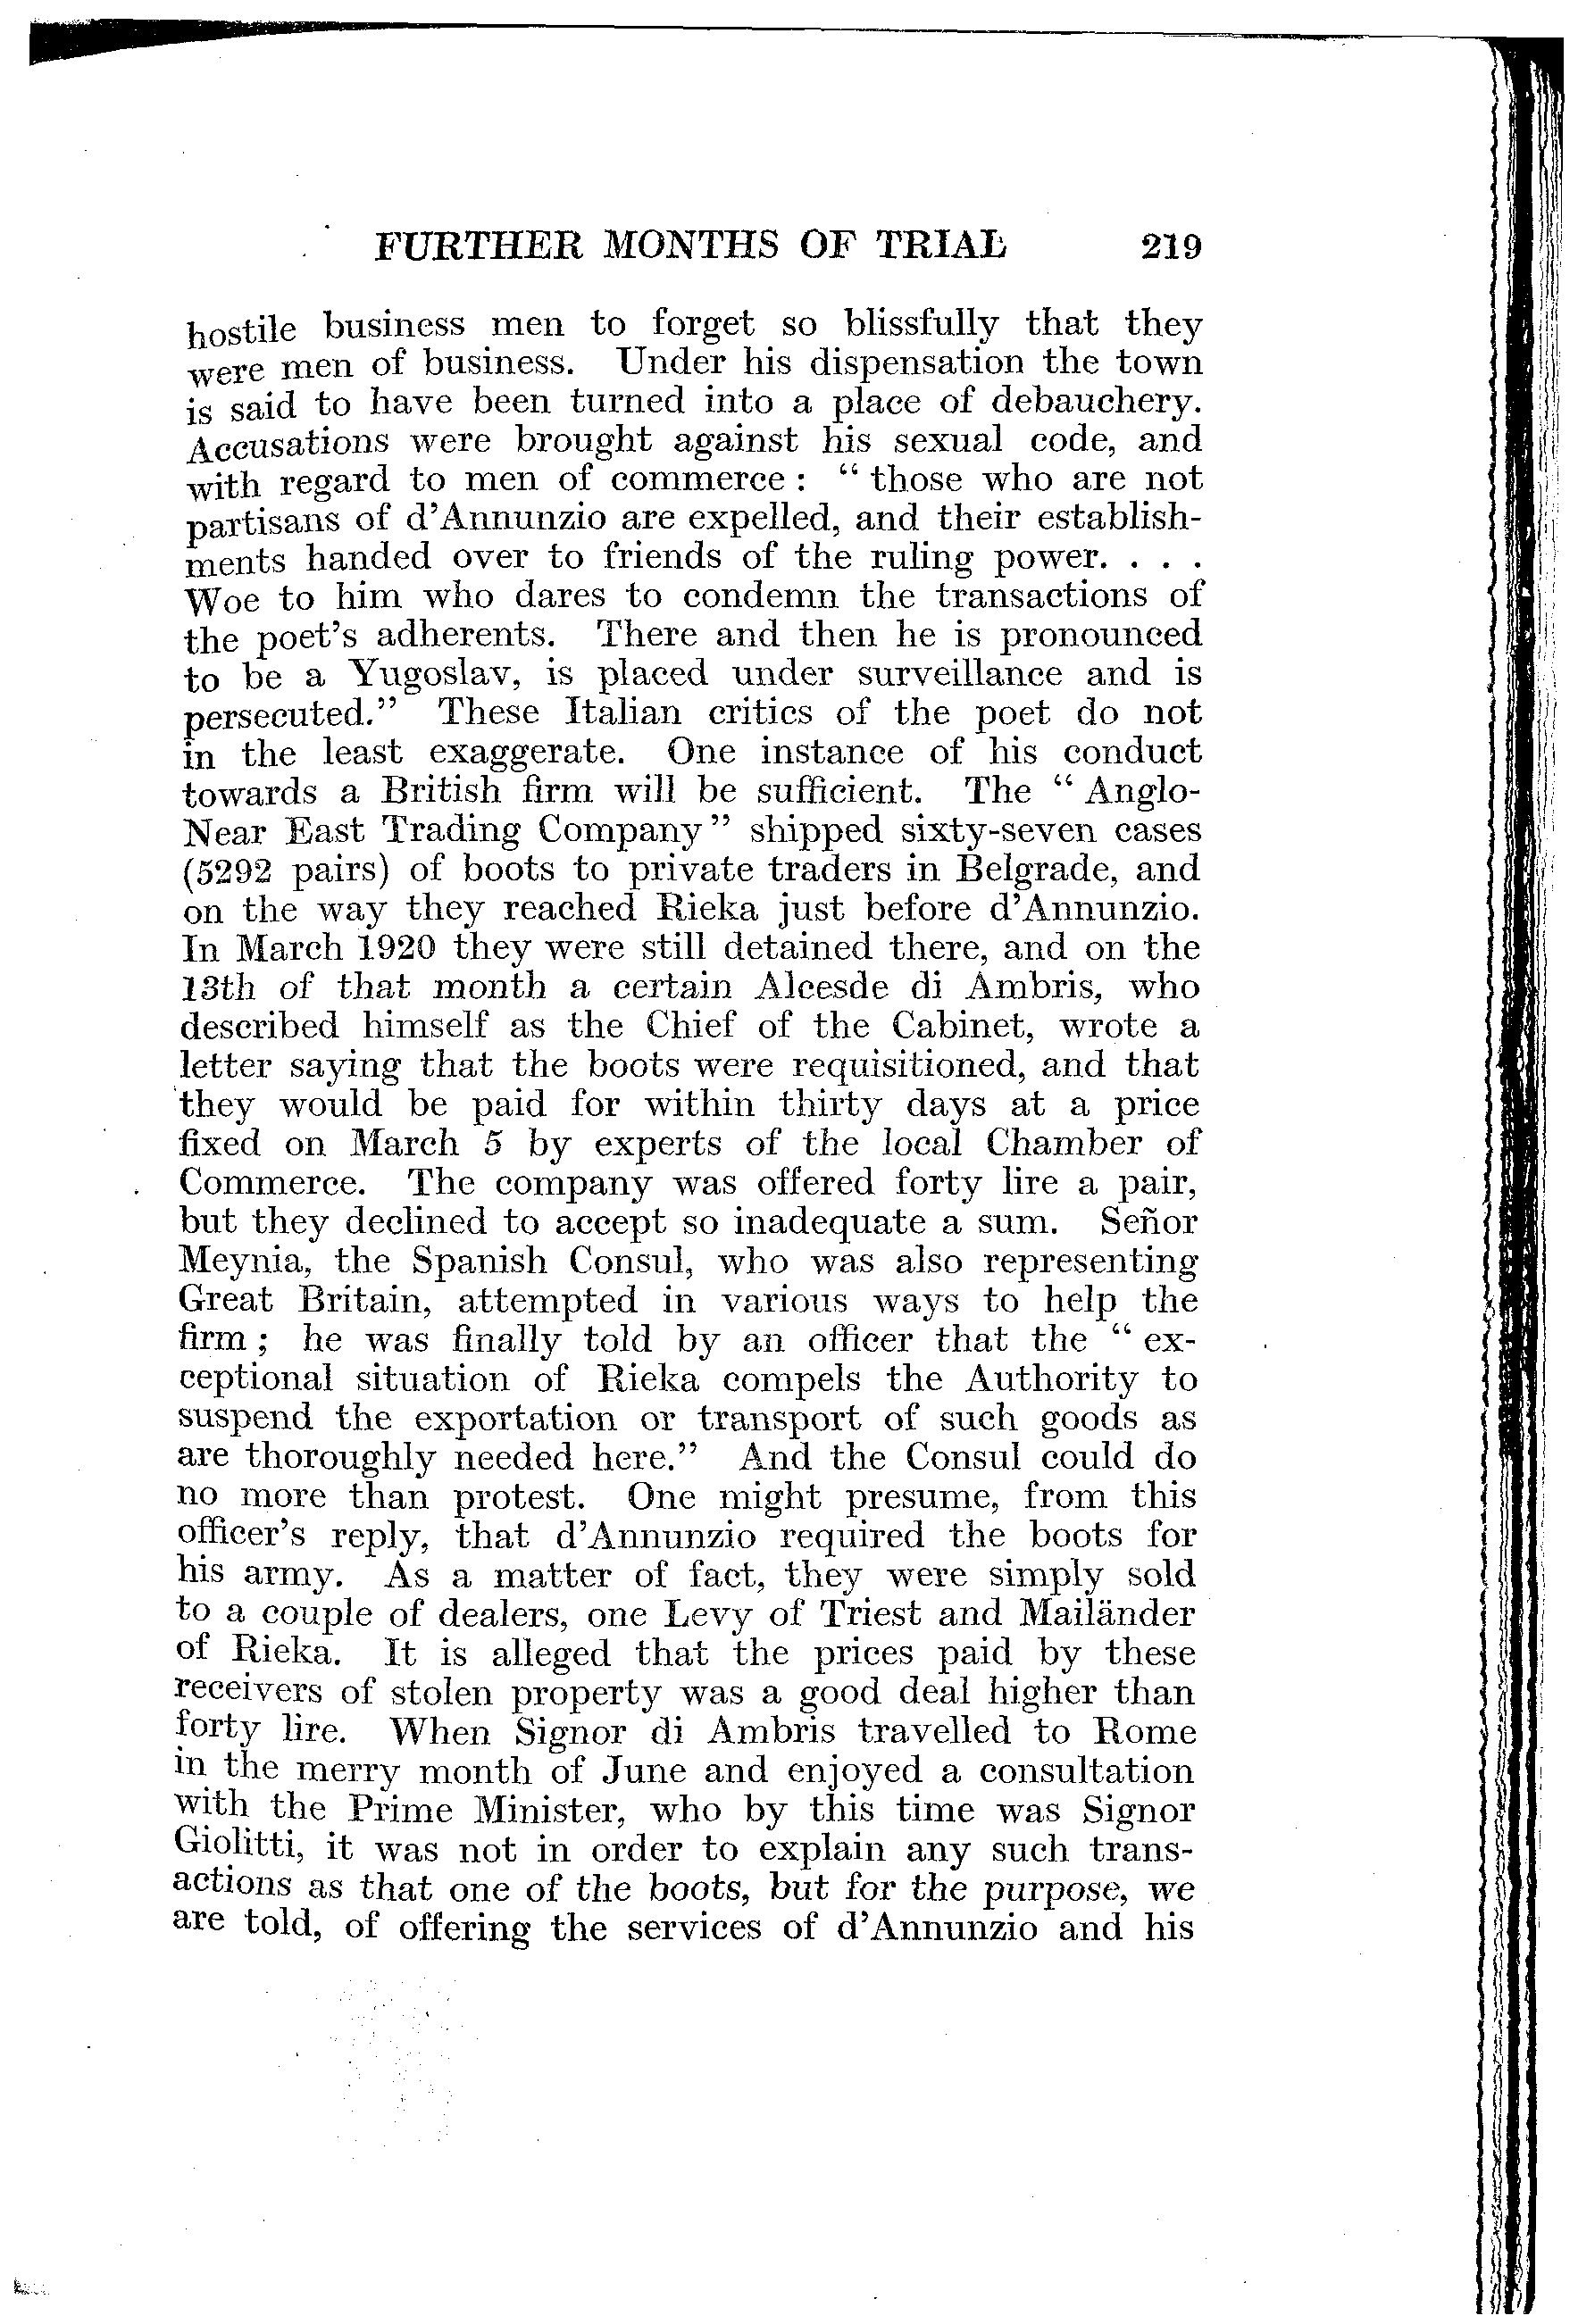 FURTHER MONTHS OF TRIAL 219
hostile business men to forget so blissfully that they
were men of business. Under his dispensation the town
is said to have been turned into a place of debauchery.
Accusations were brought against his sexual code, and
with regard to men of commerce : “ those who are not
partisans of d’Annunzio are expelled, and their establish-
ments handed over to friends of the ruling power. . . .
Woe to him who dares to condemn the transactions of
the poet’s adherents. There and then he is pronounced
to be a Yugoslav, is placed under surveillance and is
persecuted.” These Italian critics of the poet do not
in the least exaggerate. One instance of his conduct
towards a British firm will be sufficient. The “ Anglo-
Near East Trading Company ” shipped sixty-seven cases
(5292 pairs) of boots to private traders in Belgrade, and
on the way they reached Rieka just before d’Annunzio.
In March 1920 they were still detained there, and on the
13th of that month a certain Alcesde di Ambris, who
described himself as the Chief of the Cabinet, wrote a
letter saying that the boots were requisitioned, and that
they would be paid for within thirty days at a price
fixed on March 5 by experts of the local Chamber of
Commerce. The company was offered forty lire a pair,
but they declined to accept so inadequate a sum. Señor
Meynia, the Spanish Consul, who was also representing
Great Britain, attempted in various ways to help the
firm ; he was finally told by an officer that the “ ex-
ceptional situation of Rieka compels the Authority to
suspend the exportation or transport of such goods as
are thoroughly needed here.” And the Consul could do
no more than protest. One might presume, from this
officer’s reply, that d’Annunzio required the boots for
his army. As a matter of fact, they were simply sold
to a couple of dealers, one Levy of Triest and Mailänder
of Rieka. It is alleged that the prices paid by these
receivers of stolen property was a good deal higher than
forty lire. When Signor di Ambris travelled to Rome
in the merry month of June and enjoyed a consultation
with the Prime Minister, who by this time was Signor
Giolitti, it was not in order to explain any such trans-
actions as that one of the boots, but for the purpose, we
are told, of offering the services of d’Annunzio and his